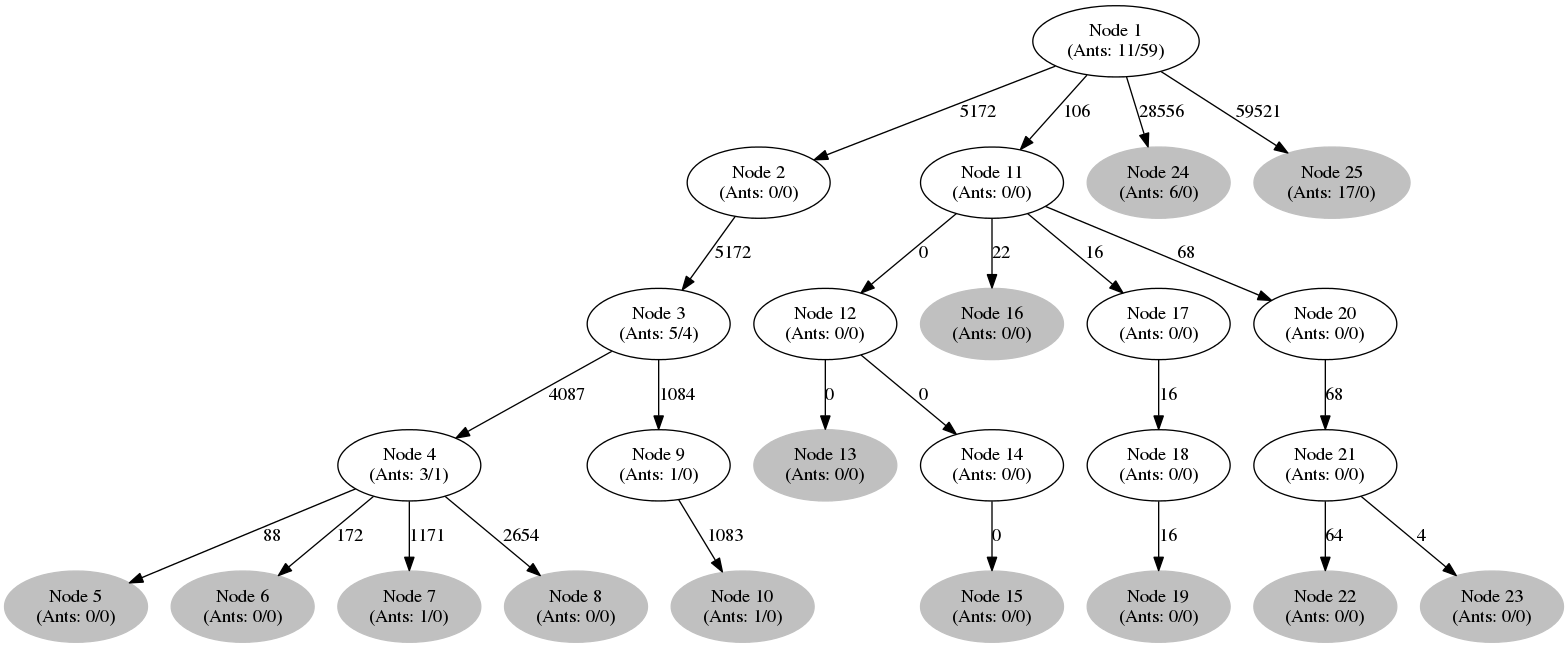 Node 1
(Ants: 11/59)
5172
106
28556
59521
Node 2
(Ants: 0/0)
Node 11
(Ants: 0/0)
Node 24
(Ants: 6/0)
Node 25
(Ants: 17/0)
5172
0
22
16
68
Node 3
(Ants: 5/4)
Node 12
(Ants: 0/0)
Node 16
(Ants: 0/0)
Node 17
(Ants: 0/0)
Node 20
(Ants: 0/0)
4087
1084
0
0
16
68
Node 4
(Ants: 3/1)
Node 9
(Ants: 1/0)
Node 13
(Ants: 0/0)
Node 14
(Ants: 0/0)
Node 18
(Ants: 0/0)
Node 21
(Ants: 0/0)
88
172
1171
2654
1083
0
16
64
4
Node 5
(Ants: 0/0)
Node 6
(Ants: 0/0)
Node 7
(Ants: 1/0)
Node 8
(Ants: 0/0)
Node 10
(Ants: 1/0)
Node 15
(Ants: 0/0)
Node 19
(Ants: 0/0)
Node 22
(Ants: 0/0)
Node 23
(Ants: 0/0)